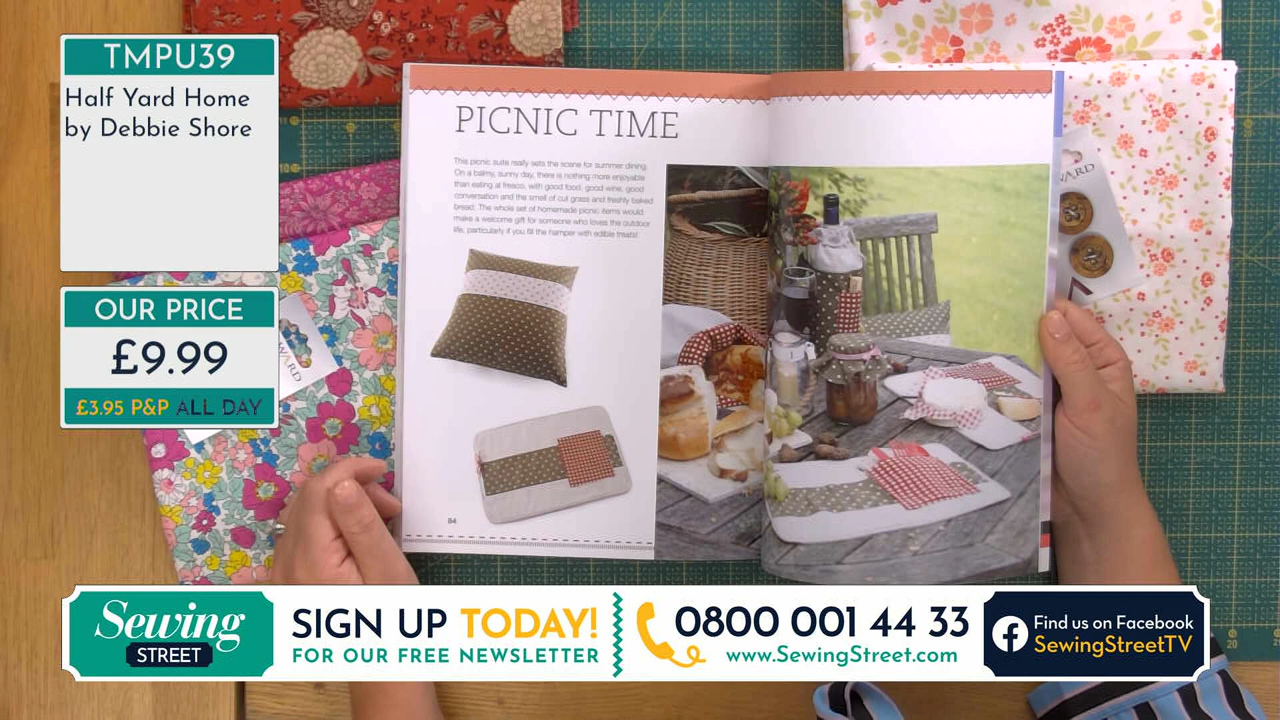 TMPU39
Half Yard Home
by Debbie Shore
OUR PRICE
£9.99
£3.95 P&P ALL DAY
PICNIC TIME
This picnic suite really sets the scene for summer dining.
On a balmy, sunny day, there is nothing more enjoyable
than eating al fresco, with good food, good wine, good
conversation and the smell of cut grass and freshly baked
bread. The whole set of homemade picnic items would
make a welcome gift for someone who loves the outdoor
life, particularly if you fill the hamper with edible treats!
84
Sewing
STREET
SIGN UP TODAY!
FOR OUR FREE NEWSLETTER
0800 001 44 33
www.SewingStreet.com
Find us on Facebook
SewingStreetTV